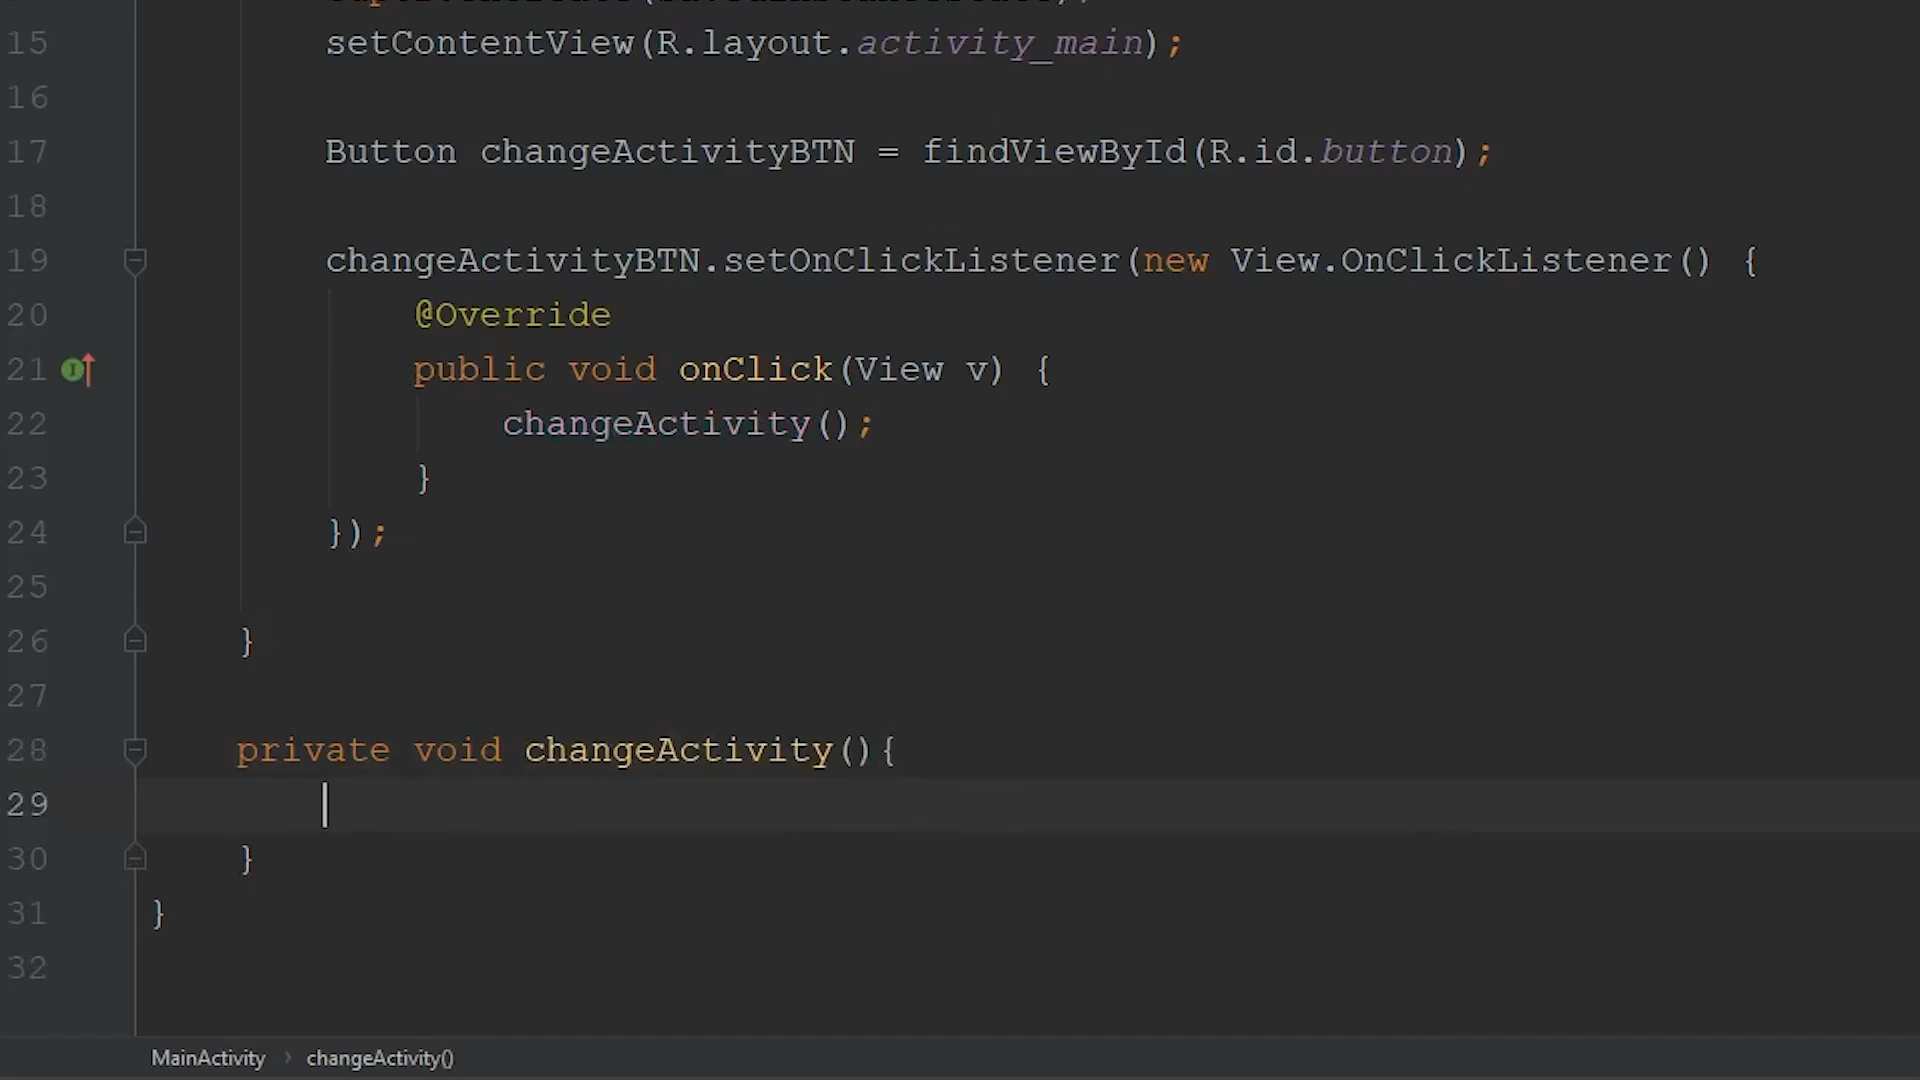 15 setContentView(R.layout.activity_main);
16
17 Button changeActivityBTN = findViewById(R.id.button);
18
19 changeActivityBTN.setOnClickListener(new View.OnClickListener() {
20 @Override
21 public void onClick(View v) {
22 changeActivity();
23 }
24 });
25
26 }
27
28 private void changeActivity(){
29
30 }
31 }
32
MainActivity › changeActivity()